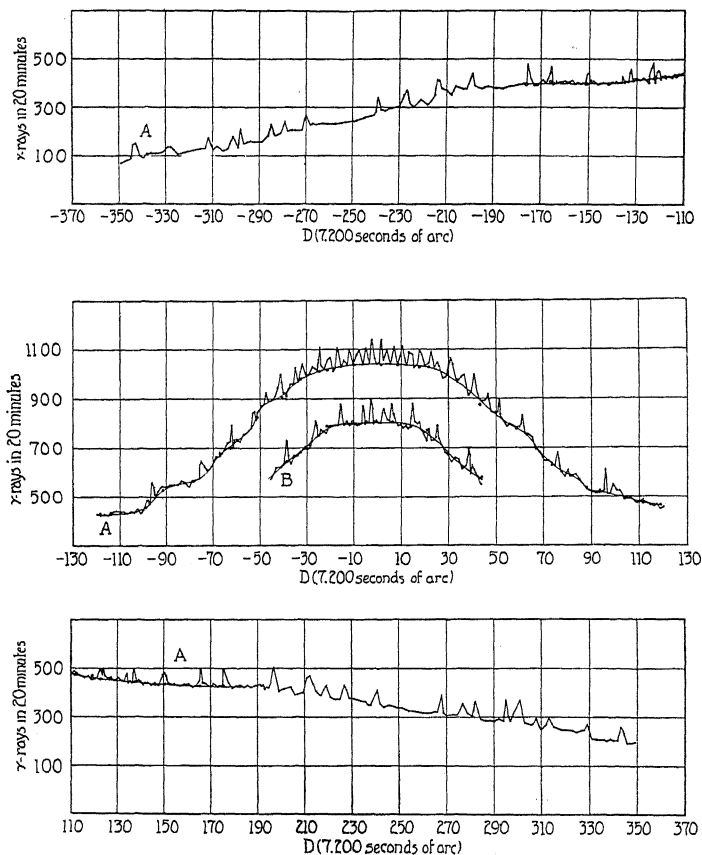 γ-rays in 20 minutes
500
300
100
A
-370 -350 -330 -310 -290 -270 -250 -230 -210 -190 -170 -150 -130 -110
D (7.200 seconds of arc)
γ-rays in 20 minutes
1100
900
700
500
B
A
-130 -110 -90 -70 -50 -30 -10 10 30 50 70 90 110 130
D (7.200 seconds of arc)
γ-rays in 20 minutes
A
500
300
100
110 130 150 170 190 210 230 250 270 290 310 330 350 370
D (7.200 seconds of arc)